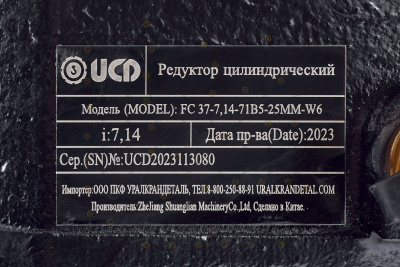 UCD Редуктор цилиндрический
Модель (MODEL): FC 37-7,14-71B5-25MM-W6
i:7,14 Дата пр-ва(Date):2023
Сер.(SN)№:UCD2023113080
Импортер:ООО ПКФ УРАЛКРАНДЕТАЛЬ, ТЕЛ.8-800-250-88-91 URALKRANDETAL.COM
Производитель:ZheJiang Shuanglian MachineryCo.,Ltd, Сделано в Китае.